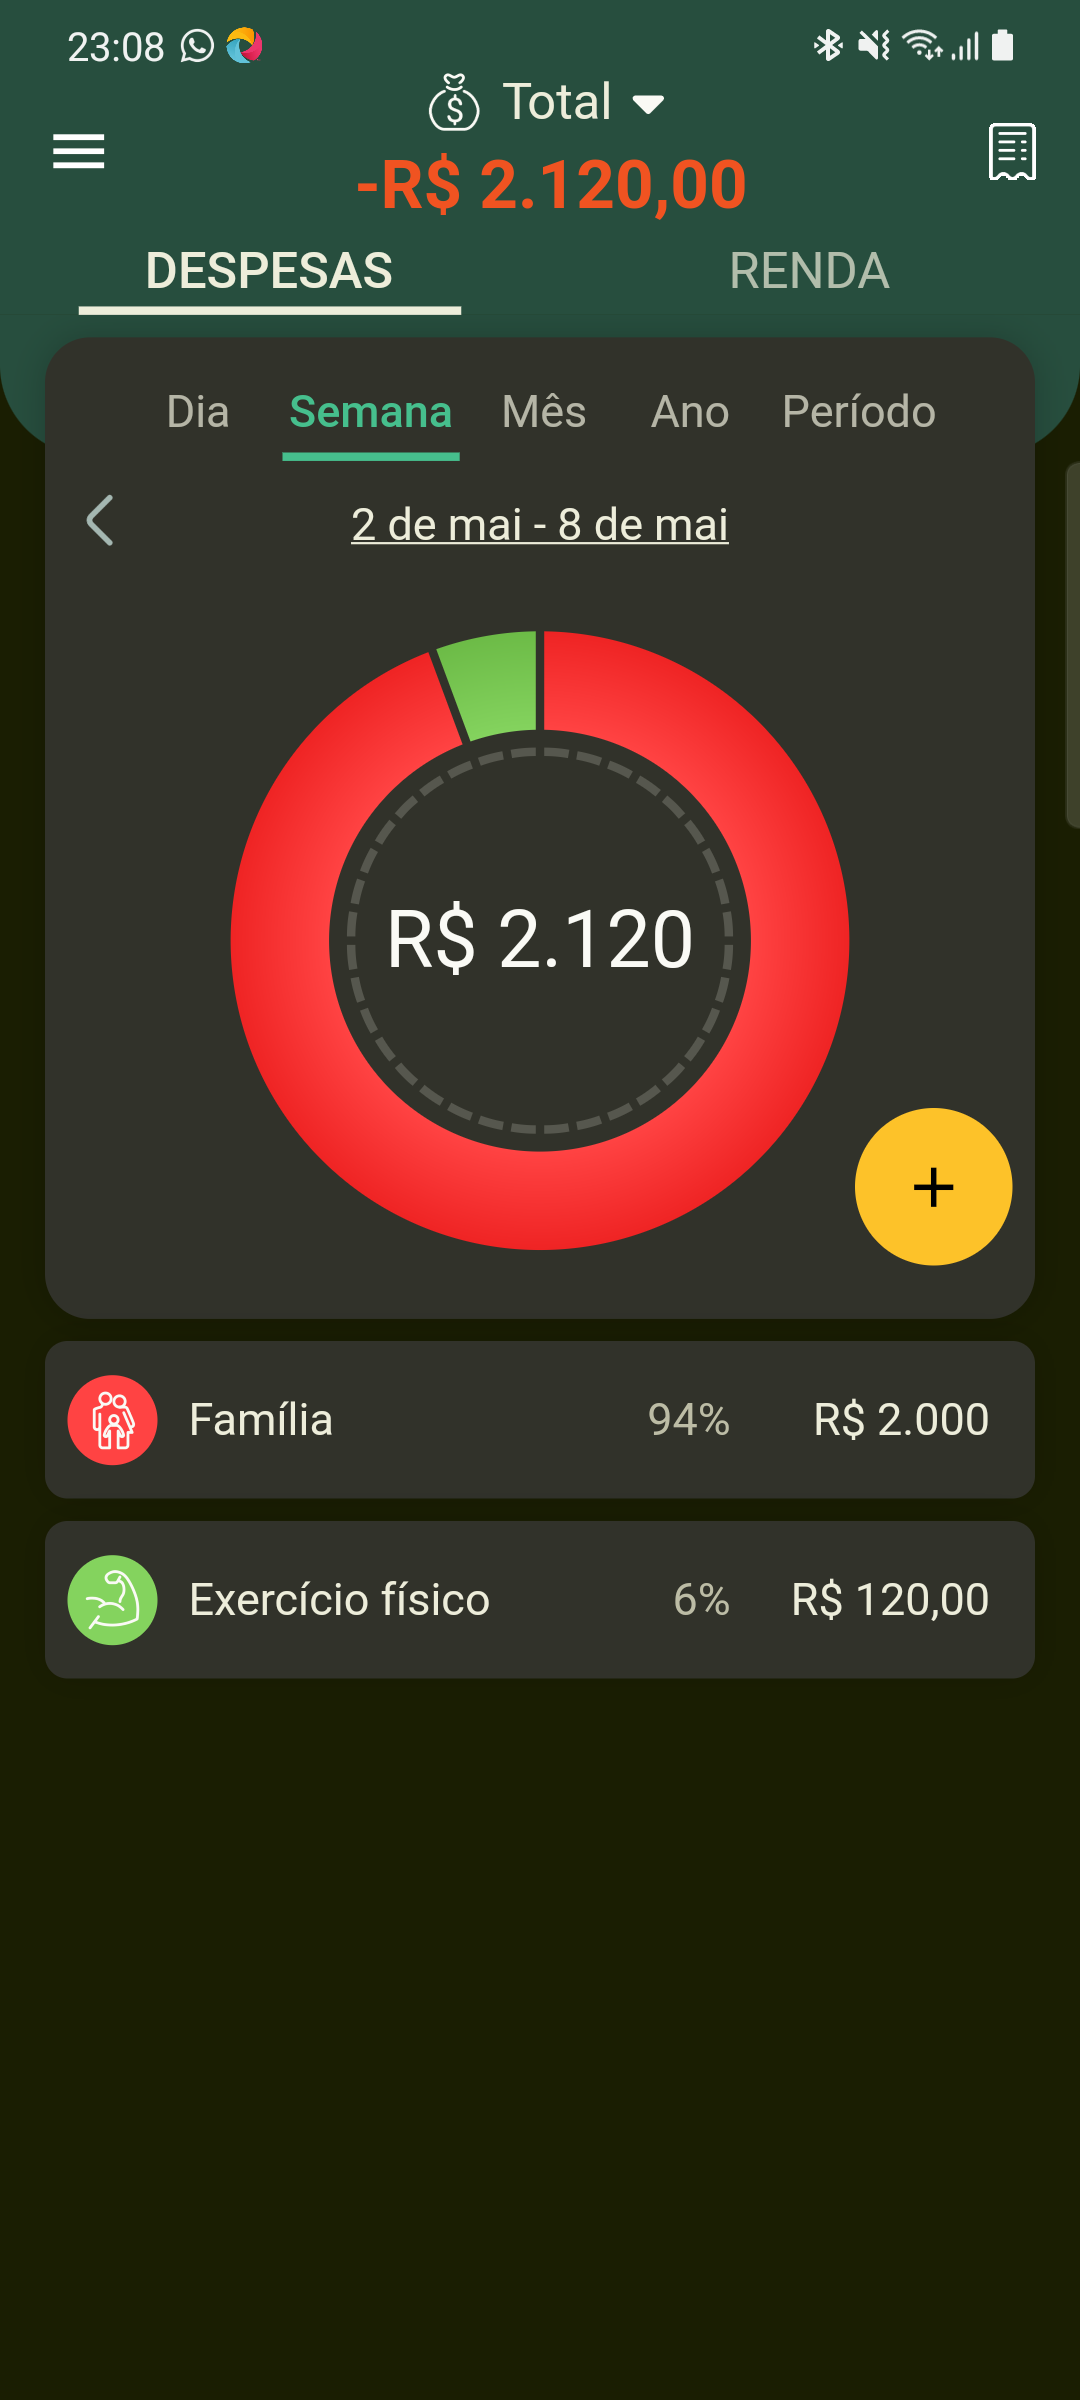 23:08
Total
-R$ 2.120,00
DESPESAS RENDA
Dia Semana Mês Ano Período
2 de mai - 8 de mai
R$ 2.120
+
Família 94% R$ 2.000
Exercício físico 6% R$ 120,00